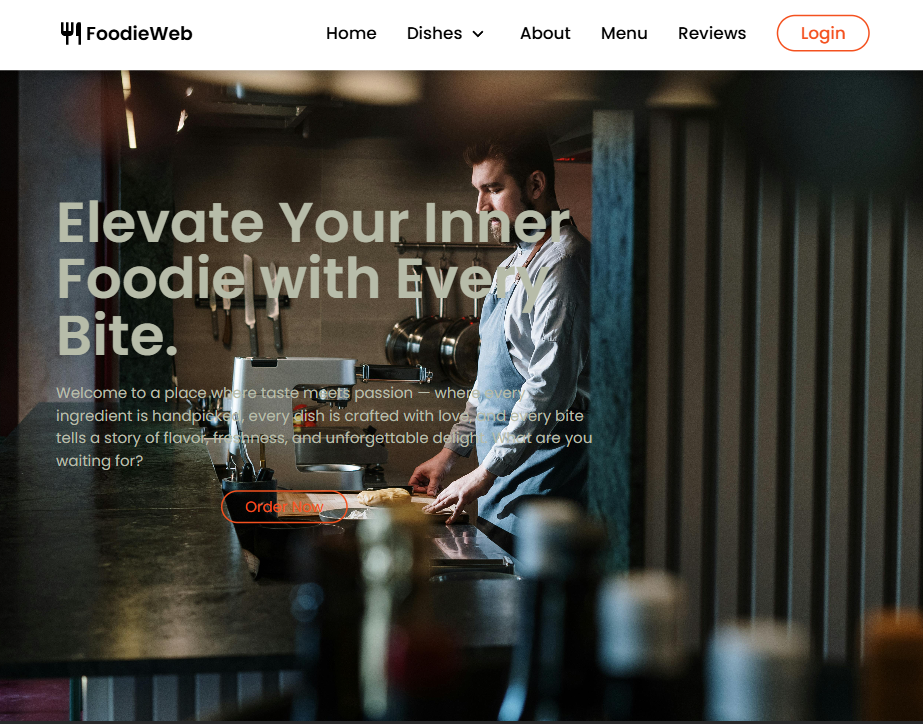 FoodieWeb
Home Dishes About Menu Reviews Login
Elevate Your Inner
Foodie with Every
Bite.
Welcome to a place where taste meets passion — where every
ingredient is handpicked, every dish is crafted with love, and every bite
tells a story of flavor, freshness, and unforgettable delight. What are you
waiting for?
Order Now